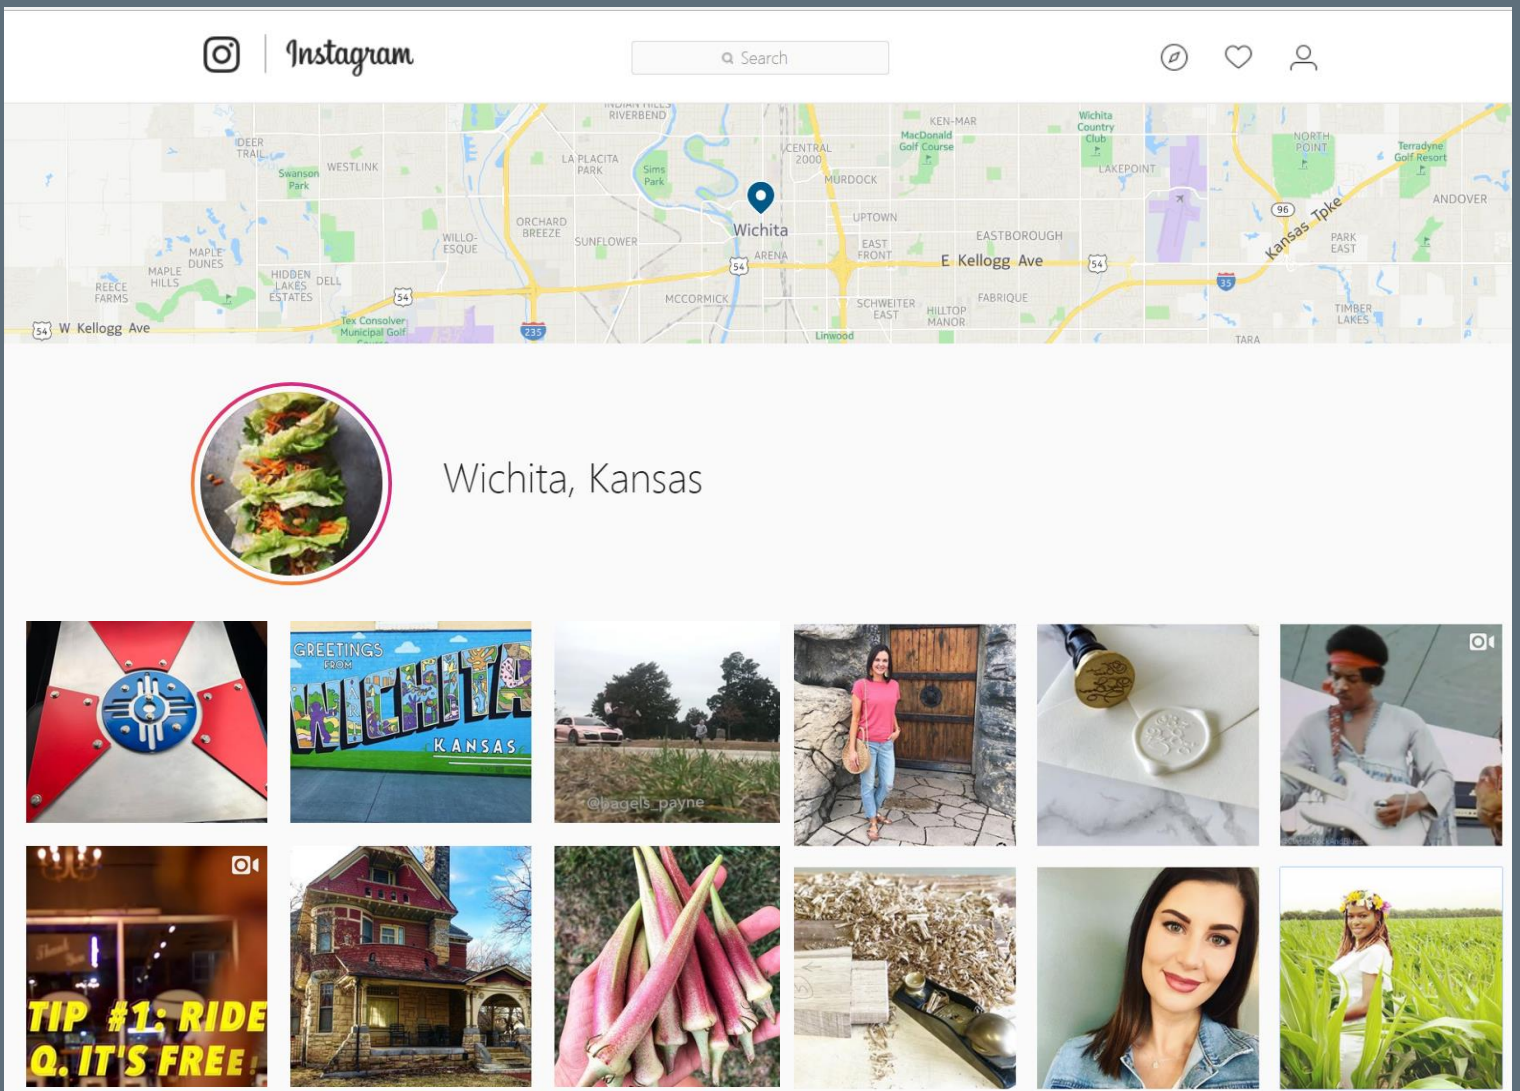 Instagram
Search
INDIAN HILLS
RIVERBEND
KEN-MAR
Wichita
Country
Club
MacDonald
Golf Course
NORTH
POINT
Terradyne
Golf Resort
DEER
TRAIL
WESTLINK
Swanson
Park
LA PLACITA
PARK
Sims
Park
CENTRAL
2000
MURDOCK
LAKEPOINT
ANDOVER
96
Kansas Tpke
ORCHARD
BREEZE
SUNFLOWER
WILLO-
ESQUE
Wichita
UPTOWN
EAST
FRONT
EASTBOROUGH
PARK
EAST
MAPLE
DUNES
MAPLE
HILLS
REECE
FARMS
HIDDEN
LAKES
ESTATES
DELL
54
ARENA
54
E Kellogg Ave
54
35
MCCORMICK
SCHWEITER
EAST
HILLTOP
MANOR
FABRIQUE
TIMBER
LAKES
54 W Kellogg Ave
Tex Consolver
Municipal Golf
Course
235
Linwood
TARA
Wichita, Kansas
GREETINGS
FROM
WICHITA
KANSAS
@bagels_payne
TIP #1: RIDE
Q. IT'S FREE!